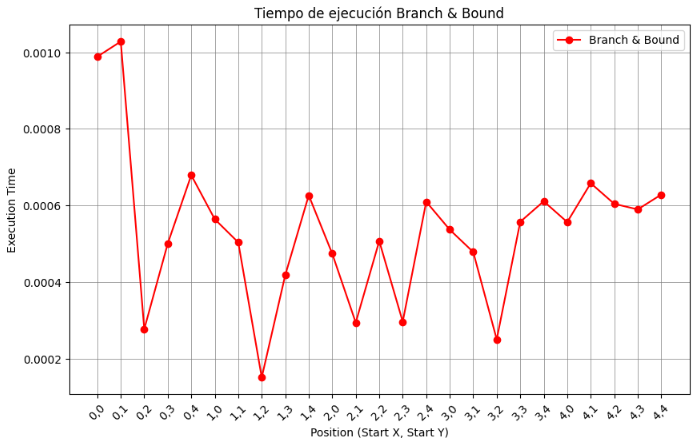 Tiempo de ejecución Branch & Bound
Branch & Bound
Execution Time
0.0010
0.0008
0.0006
0.0004
0.0002
0,0 0,1 0,2 0,3 0,4 1,0 1,1 1,2 1,3 1,4 2,0 2,1 2,2 2,3 2,4 3,0 3,1 3,2 3,3 3,4 4,0 4,1 4,2 4,3 4,4
Position (Start X, Start Y)